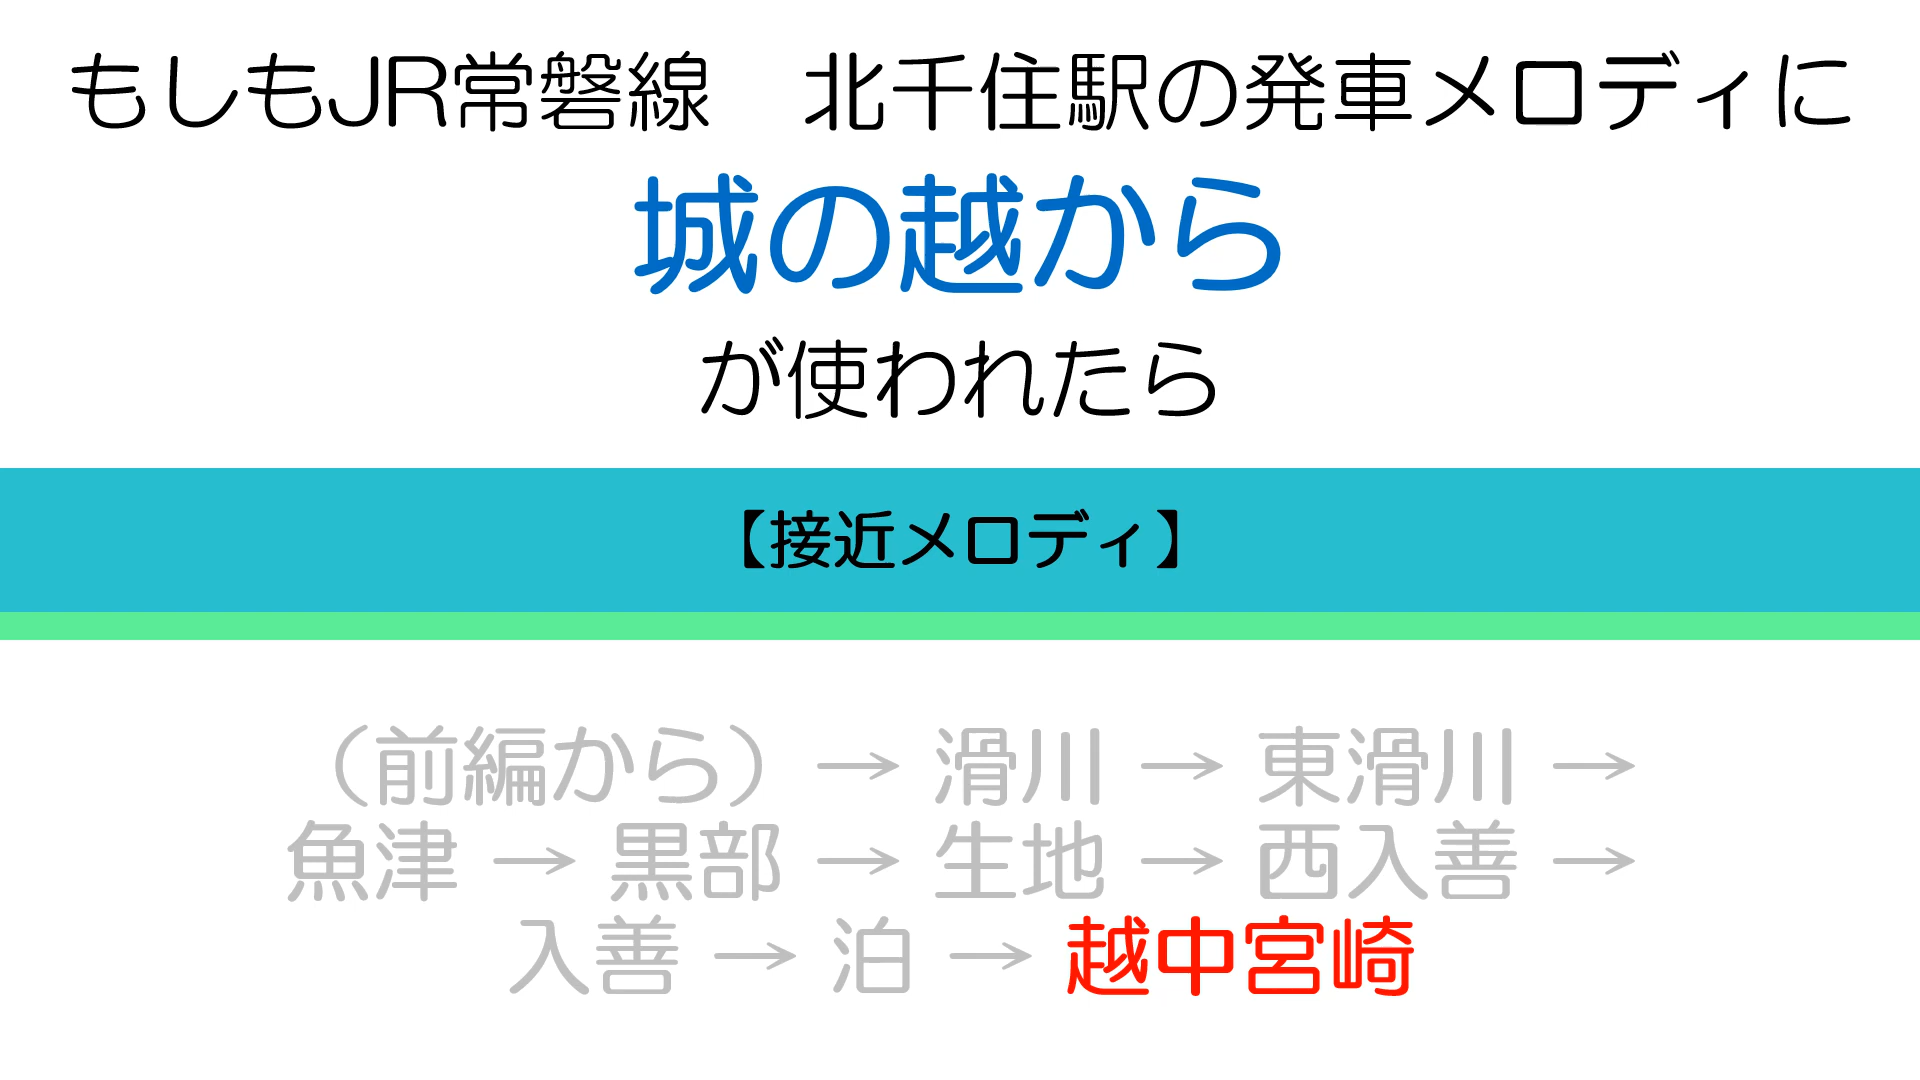 もしもJR常磐線　北千住駅の発車メロディに
城の越から
が使われたら
【接近メロディ】
（前編から）→ 滑川 → 東滑川 →
魚津 → 黒部 → 生地 → 西入善 →
入善 → 泊 → 越中宮崎